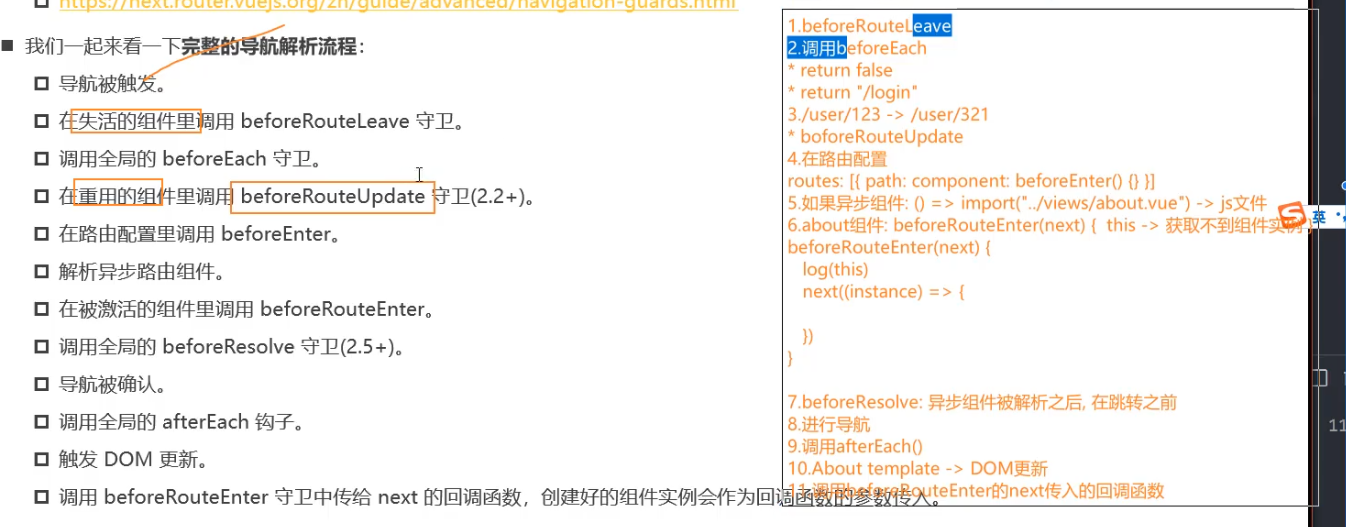 https://next.router.vuejs.org/zh/guide/advanced/navigation-guards.html
我们一起来看一下完整的导航解析流程：
导航被触发。
在失活的组件里调用 beforeRouteLeave 守卫。
调用全局的 beforeEach 守卫。
在重用的组件里调用 beforeRouteUpdate 守卫(2.2+)。
在路由配置里调用 beforeEnter。
解析异步路由组件。
在被激活的组件里调用 beforeRouteEnter。
调用全局的 beforeResolve 守卫(2.5+)。
导航被确认。
调用全局的 afterEach 钩子。
触发 DOM 更新。
调用 beforeRouteEnter 守卫中传给 next 的回调函数，创建好的组件实例会作为回调函数的参数传入。
1.beforeRouteLeave
2.调用beforeEach
* return false
* return "/login"
3./user/123 -> /user/321
* boforeRouteUpdate
4.在路由配置
routes: [{ path: component: beforeEnter() {} }]
5.如果异步组件: () => import("../views/about.vue") -> js文件
6.about组件: beforeRouteEnter(next) { this -> 获取不到组件实例 }
beforeRouteEnter(next) {
log(this)
next((instance) => {
})
}
7.beforeResolve: 异步组件被解析之后, 在跳转之前
8.进行导航
9.调用afterEach()
10.About template -> DOM更新
11.调用beforeRouteEnter的next传入的回调函数
英
11